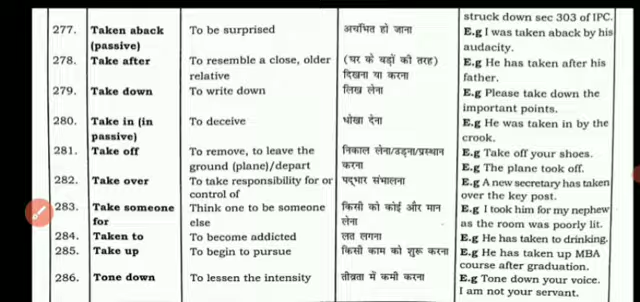 struck down sec 303 of IPC.
277. Taken aback To be surprised अचंभित हो जाना E.g I was taken aback by his
(passive) audacity.
278. Take after To resemble a close, older (घर के बड़ों की तरह) E.g He has taken after his
relative दिखना या करना father.
279. Take down To write down लिख लेना E.g Please take down the
important points.
280. Take in (in To deceive धोखा देना E.g He was taken in by the
passive) crook.
281. Take off To remove, to leave the निकाल लेना/उड़ना/प्रस्थान E.g Take off your shoes.
ground (plane)/depart करना E.g The plane took off.
282. Take over To take responsibility for or पद्भार संभालना E.g A new secretary has taken
control of over the key post.
283. Take someone Think one to be someone किसी को कोई और मान E.g I took him for my nephew
for else लेना as the room was poorly lit.
284. Taken to To become addicted लत लगना E.g He has taken to drinking.
285. Take up To begin to pursue किसी काम को शुरू करना E.g He has taken up MBA
course after graduation.
286. Tone down To lessen the intensity तीव्रता में कमी करना E.g Tone down your voice.
I am not your servant.